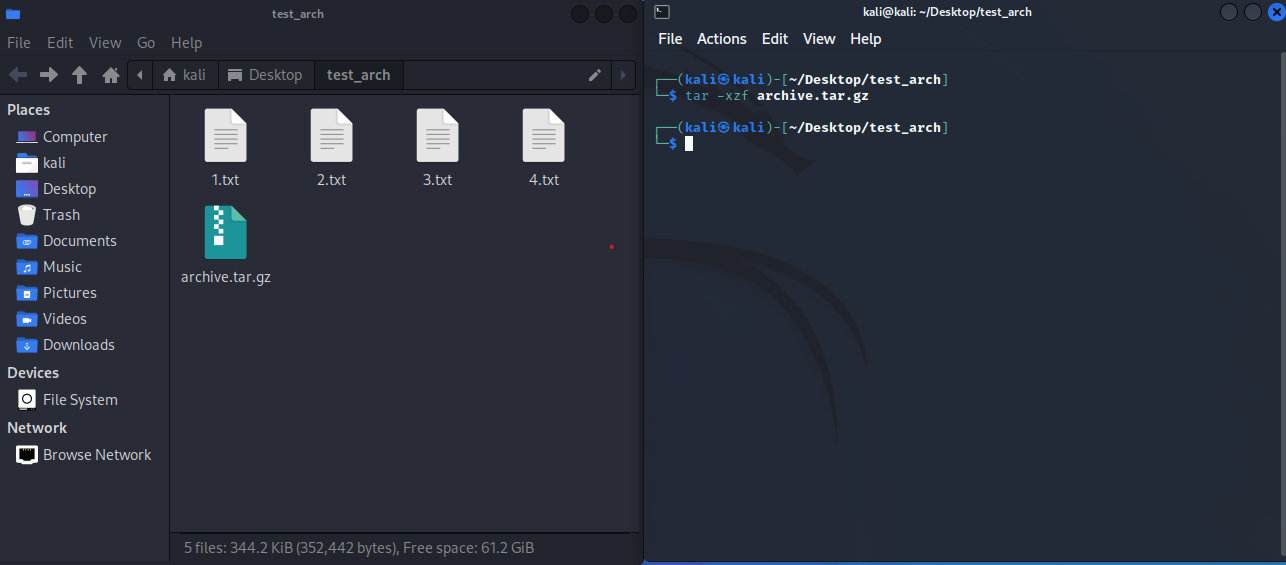 test_arch
File Edit View Go Help
kali Desktop test_arch
Places
Computer
kali
Desktop
Trash
Documents
Music
Pictures
Videos
Downloads
Devices
File System
Network
Browse Network
1.txt 2.txt 3.txt 4.txt
archive.tar.gz
5 files: 344.2 KiB (352,442 bytes), Free space: 61.2 GiB
kali@kali: ~/Desktop/test_arch
File Actions Edit View Help
┌──(kali㉿kali)-[~/Desktop/test_arch]
└─$ tar -xzf archive.tar.gz
┌──(kali㉿kali)-[~/Desktop/test_arch]
└─$